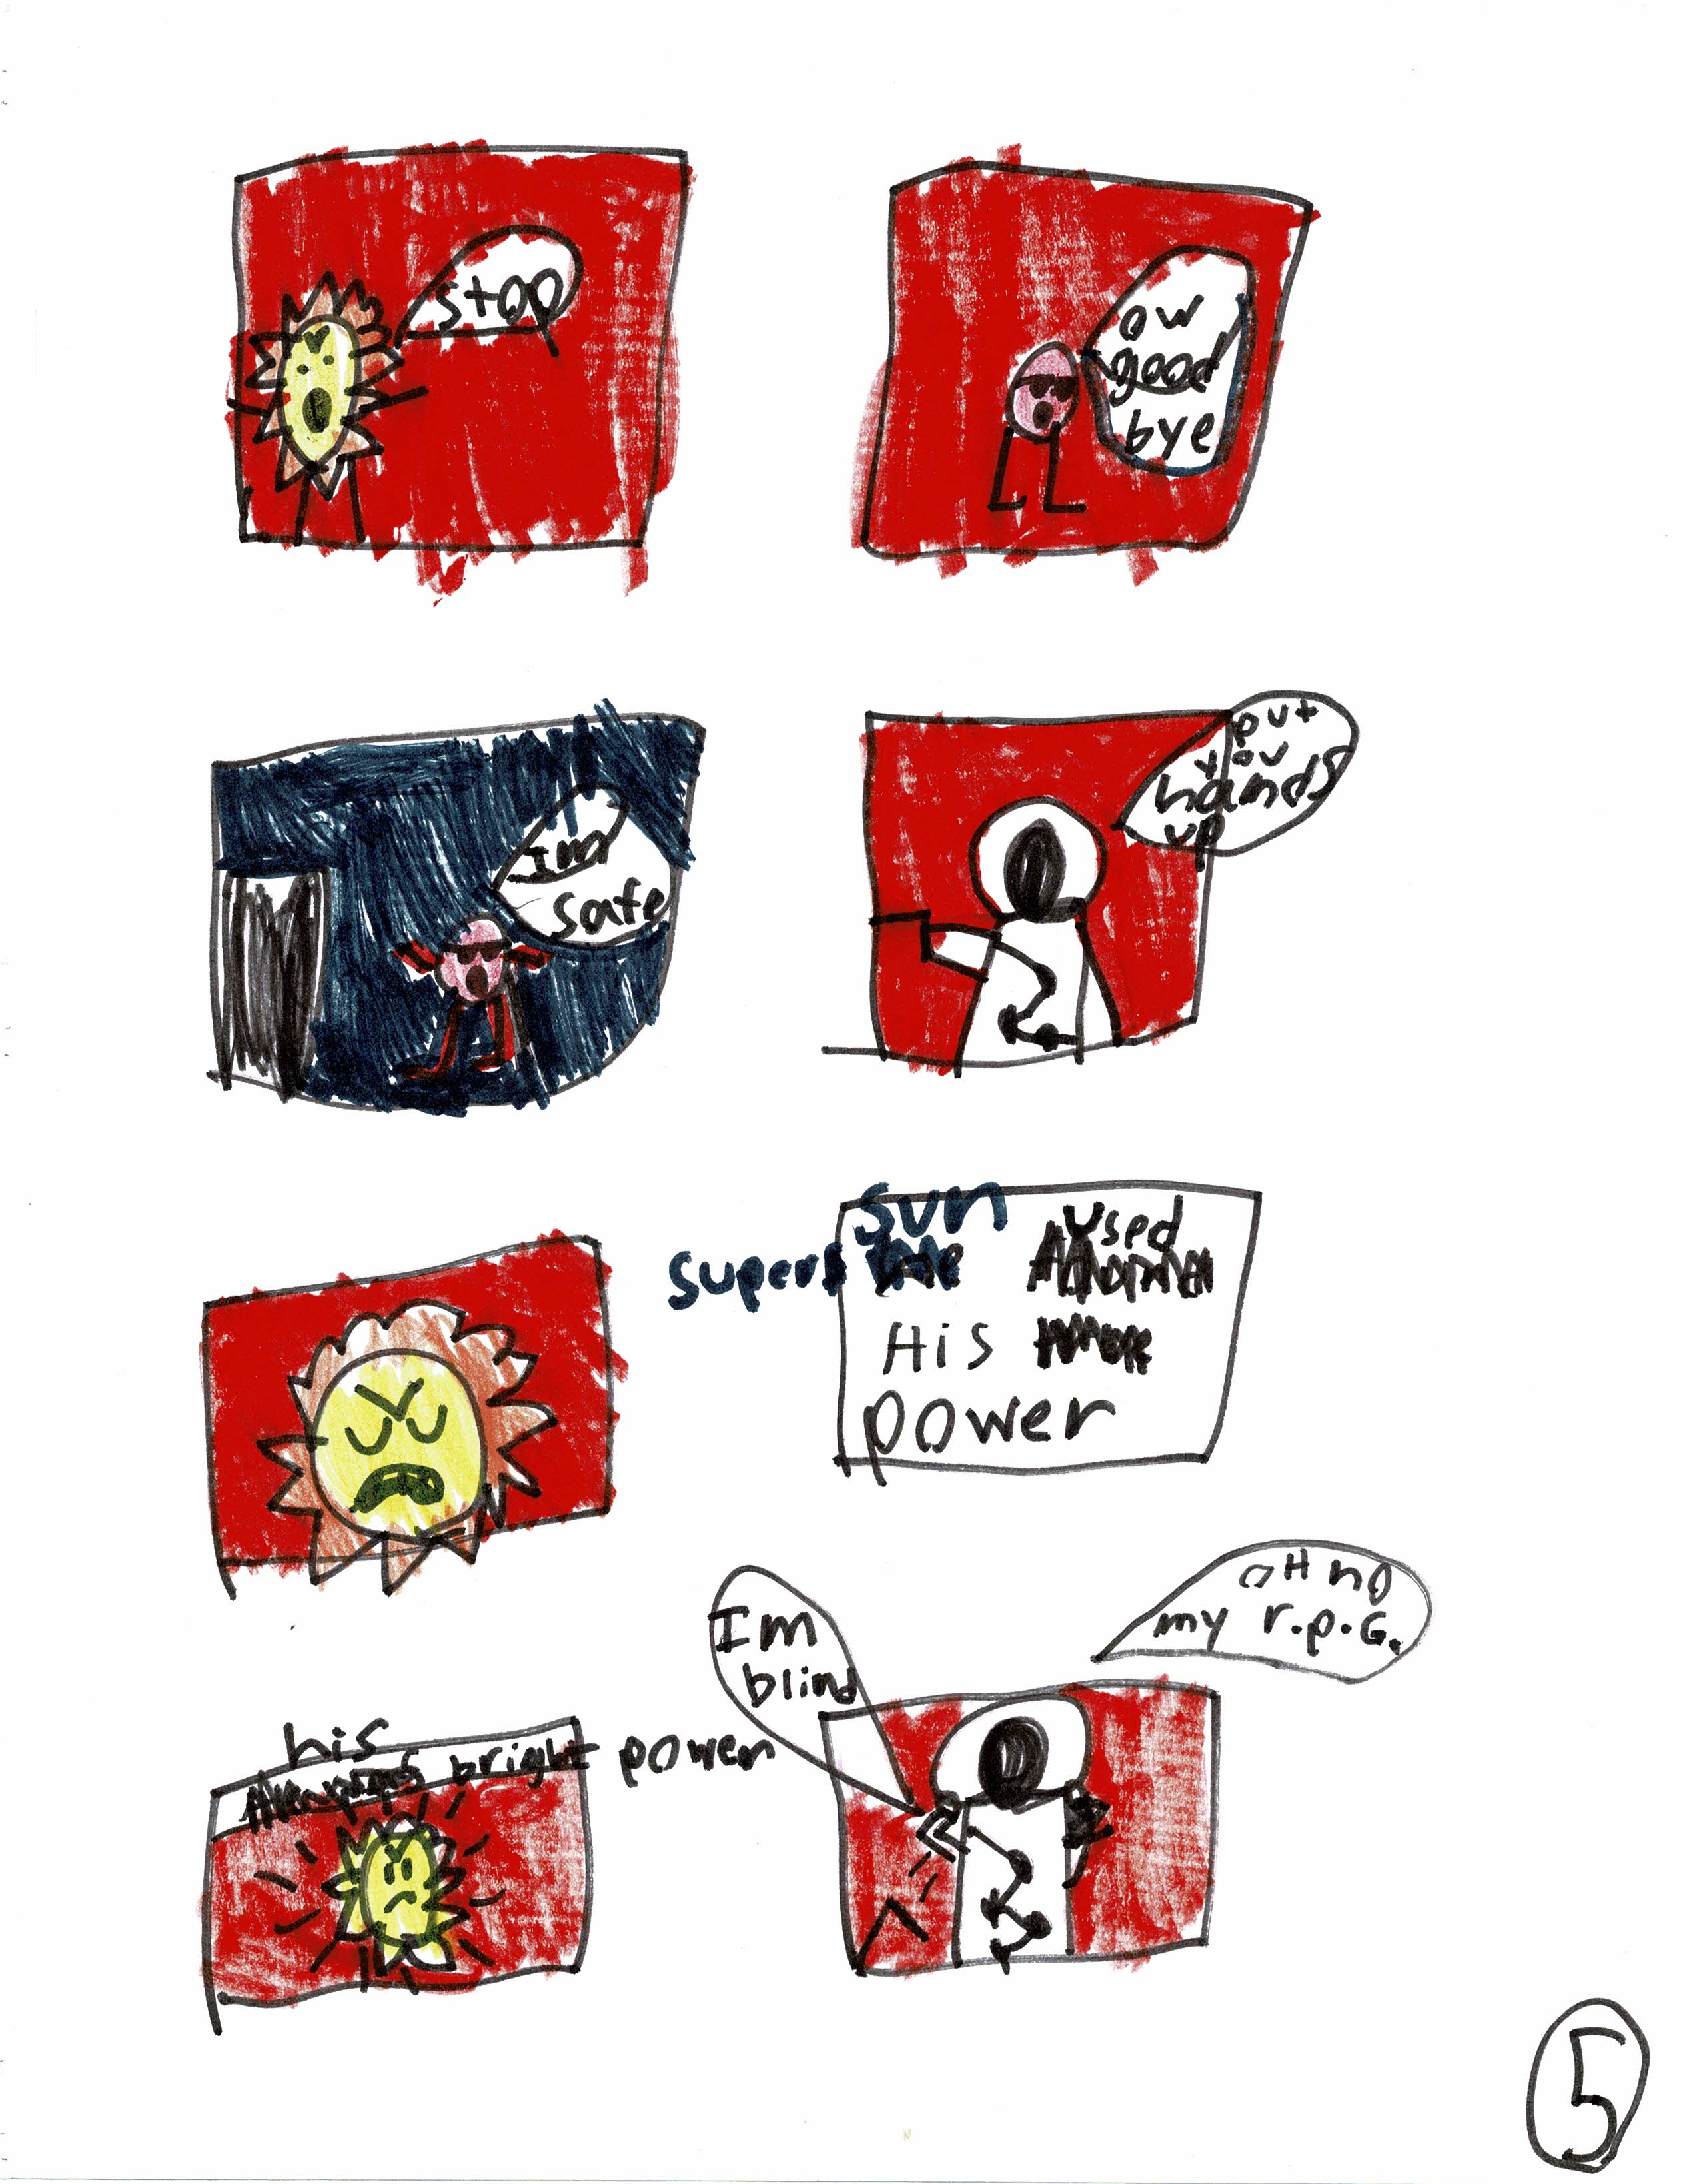 stop
ow
good
bye
Im
safe
put
you
hands
up
sun
used
supers
His
power
his
bright power
Im
blind
oH no
my r.p.G.
5